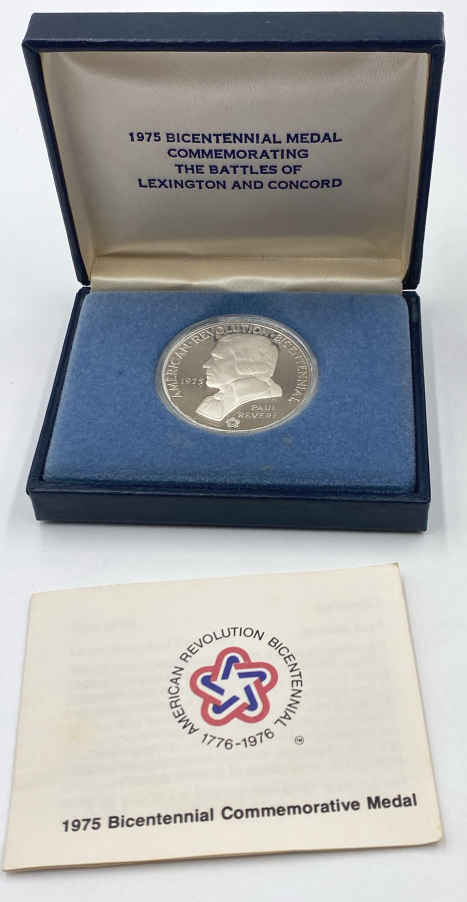 1975 BICENTENNIAL MEDAL
COMMEMORATING
THE BATTLES OF
LEXINGTON AND CONCORD
AMERICAN · REVOLUTION · BICENTENNIAL
1975
PAUL
REVERE
AMERICAN REVOLUTION BICENTENNIAL
1776-1976
1975 Bicentennial Commemorative Medal